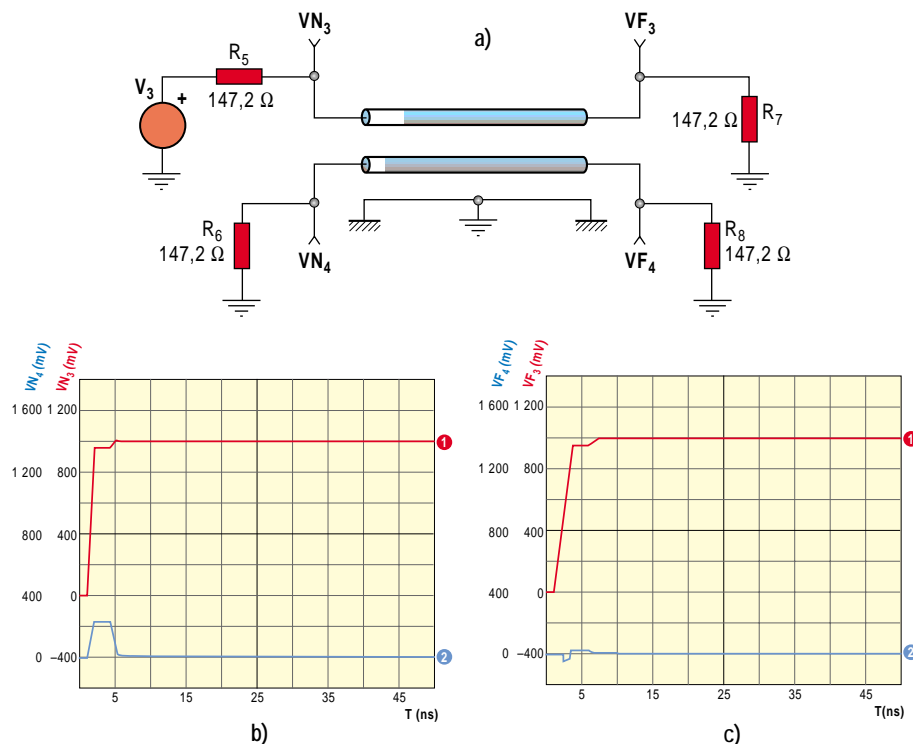 VN3
VF3
a)
R5
V3
+
147,2 Ω
147,2 Ω
R7
R6
147,2 Ω
VN4
VF4
R8
147,2 Ω
VN4 (mV)
VN3 (mV)
1 600
1 200
1 200
800
800
400
400
0
0
–400
5
15
25
35
45
T (ns)
1
2
b)
VF4 (mV)
VF3 (mV)
1 600
1 200
1 200
800
800
400
400
0
0
–400
5
15
25
35
45
T(ns)
1
2
c)